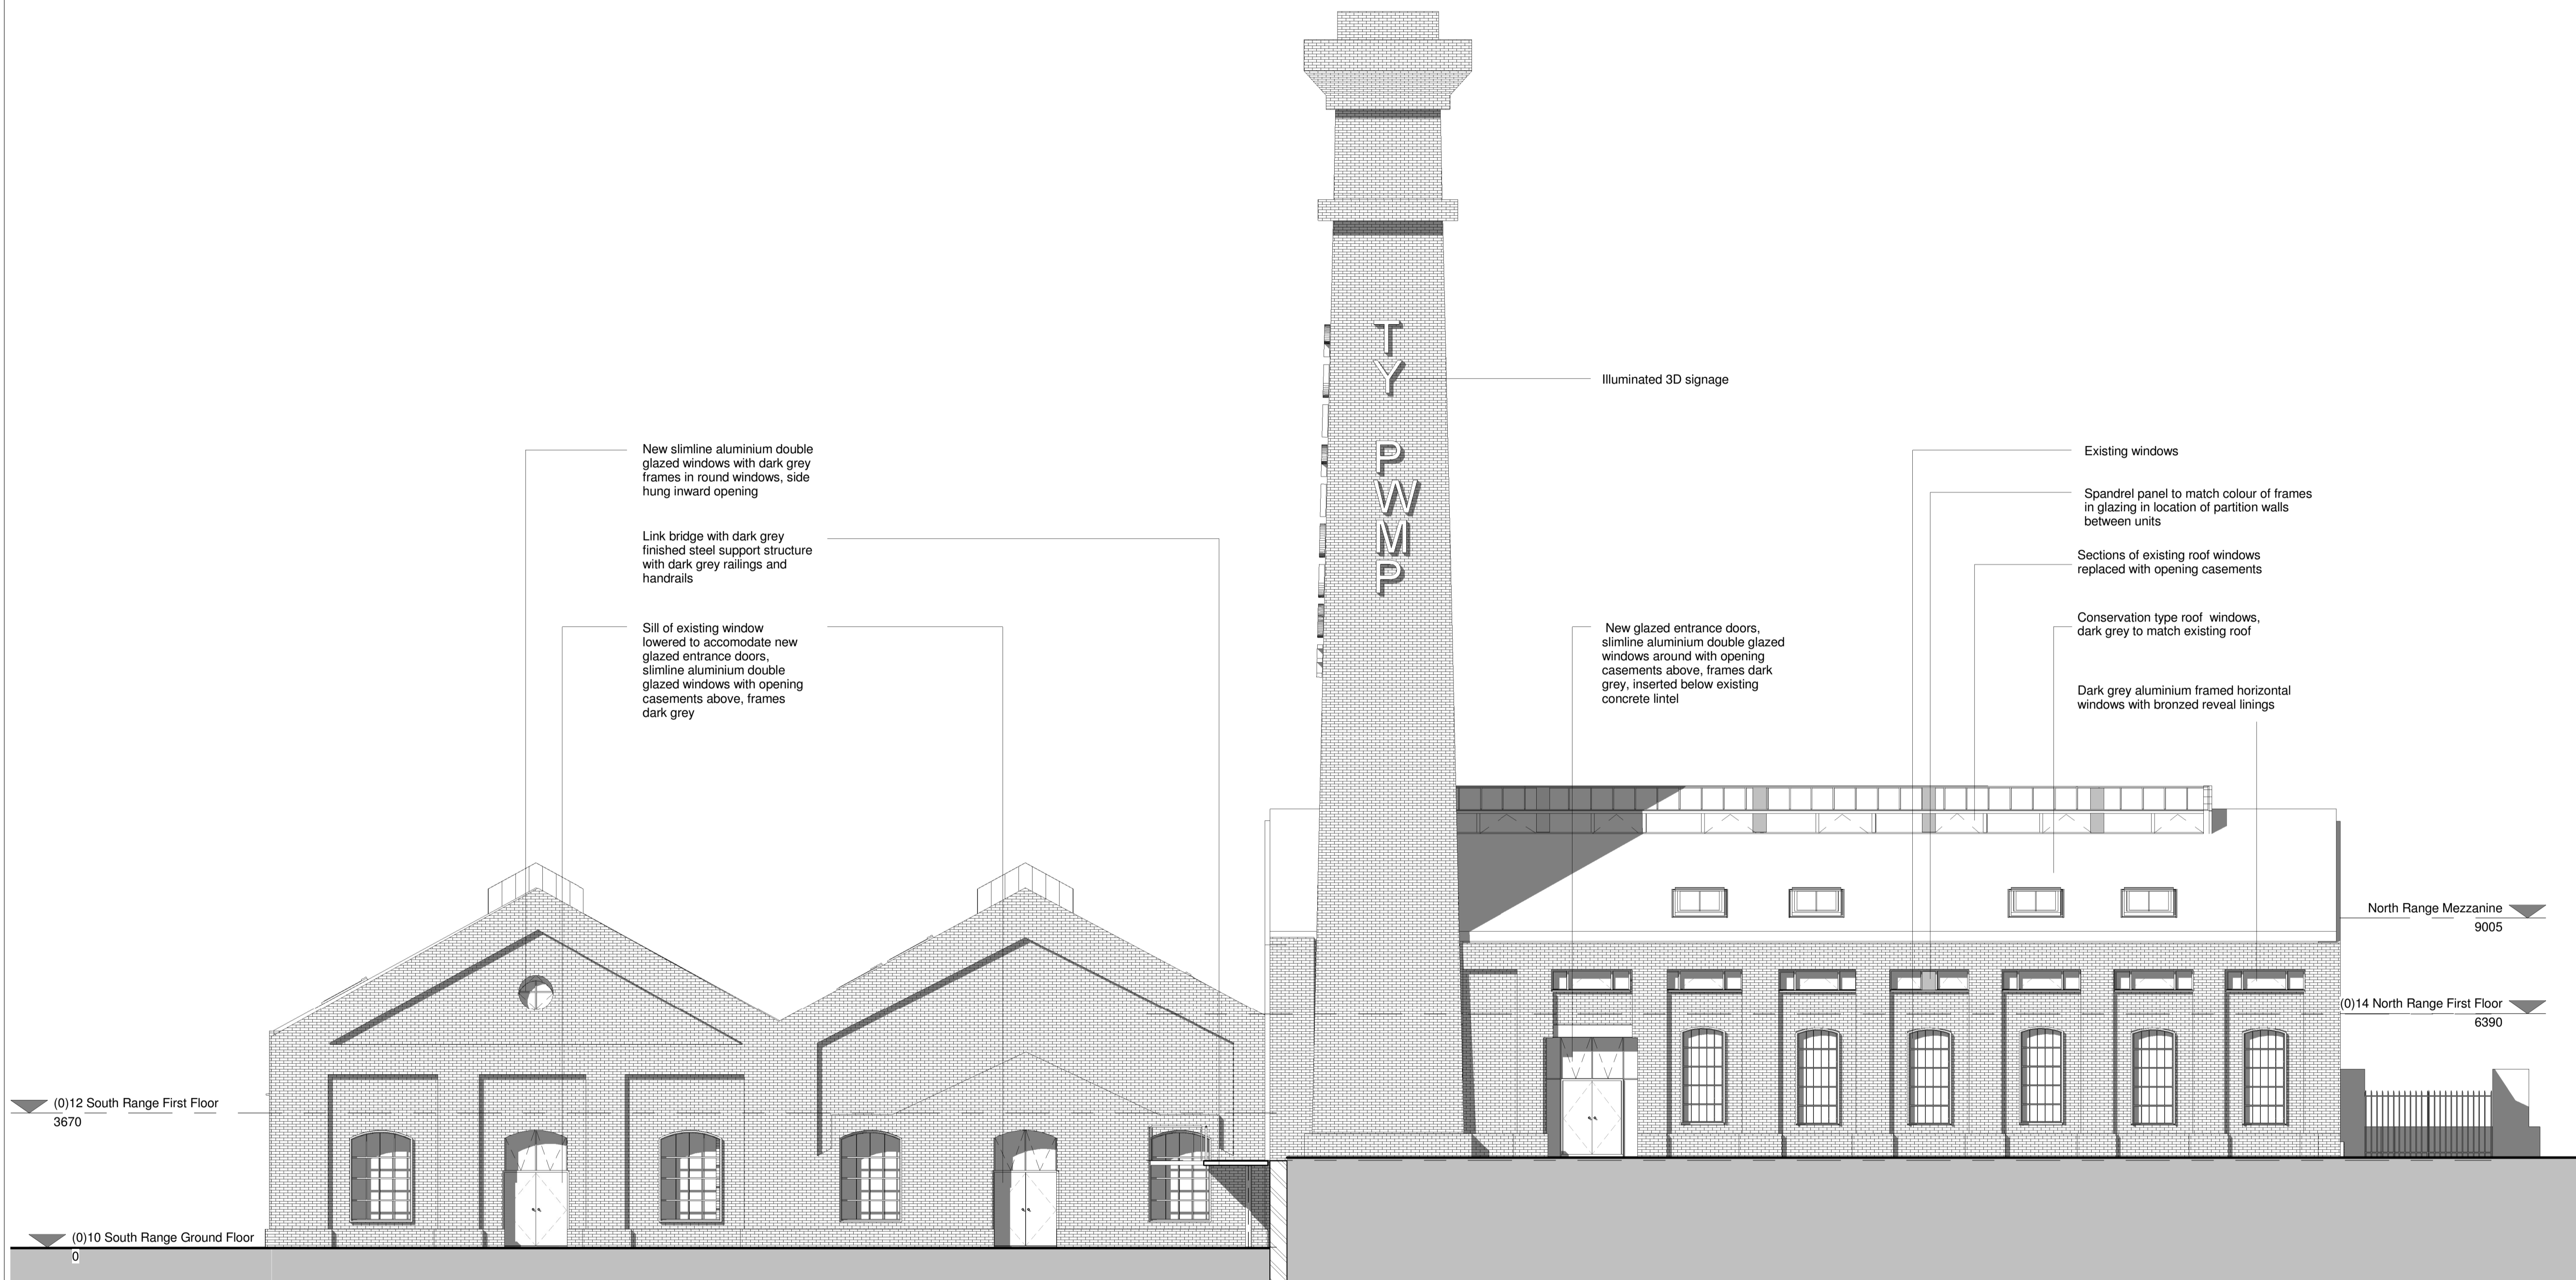 T
Y
P
W
M
P
Illuminated 3D signage
New slimline aluminium double
glazed windows with dark grey
frames in round windows, side
hung inward opening
Link bridge with dark grey
finished steel support structure
with dark grey railings and
handrails
Sill of existing window
lowered to accomodate new
glazed entrance doors,
slimline aluminium double
glazed windows with opening
casements above, frames
dark grey
New glazed entrance doors,
slimline aluminium double glazed
windows around with opening
casements above, frames dark
grey, inserted below existing
concrete lintel
Existing windows
Spandrel panel to match colour of frames
in glazing in location of partition walls
between units
Sections of existing roof windows
replaced with opening casements
Conservation type roof windows,
dark grey to match existing roof
Dark grey aluminium framed horizontal
windows with bronzed reveal linings
North Range Mezzanine
9005
(0)14 North Range First Floor
6390
(0)12 South Range First Floor
3670
(0)10 South Range Ground Floor
0